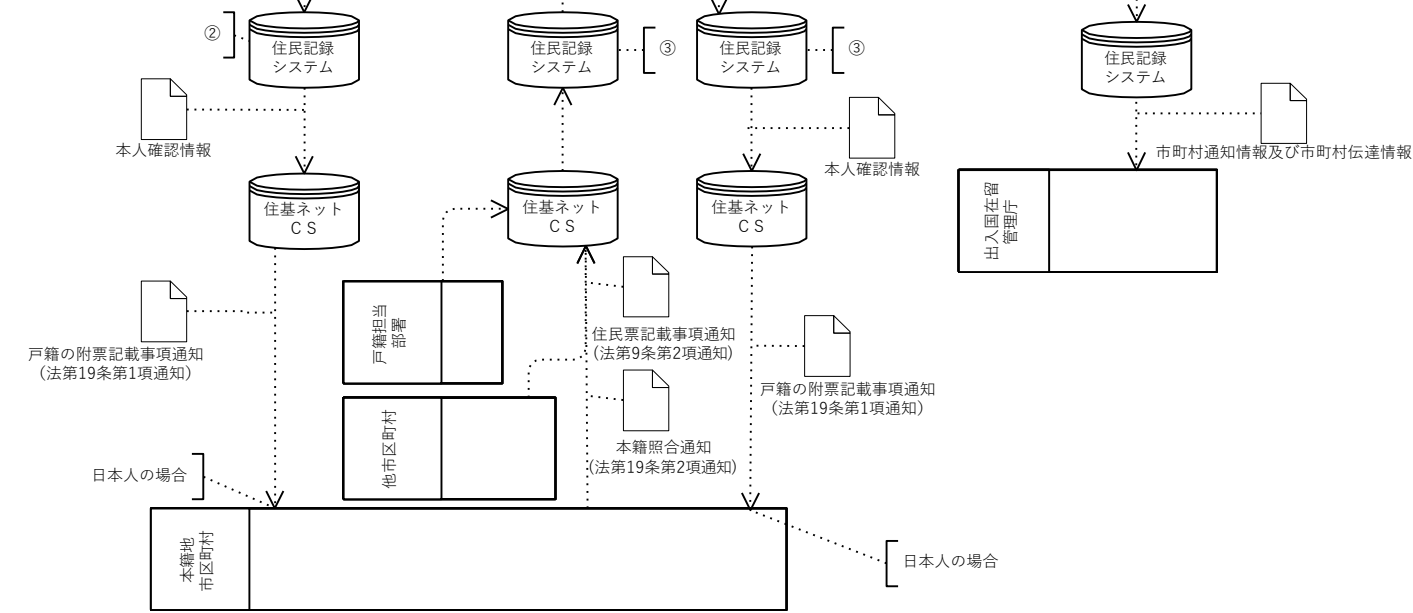 ②
住民記録
システム
住民記録
システム
③
住民記録
システム
③
住民記録
システム
本人確認情報
本人確認情報
市町村通知情報及び市町村伝達情報
住基ネット
ＣＳ
住基ネット
ＣＳ
住基ネット
ＣＳ
出入国在留
管理庁
戸籍担当
部署
戸籍の附票記載事項通知
（法第19条第1項通知）
住民票記載事項通知
(法第9条第2項通知)
戸籍の附票記載事項通知
（法第19条第1項通知）
他市区町村
本籍照合通知
(法第19条第2項通知)
日本人の場合
本籍地
市区町村
日本人の場合